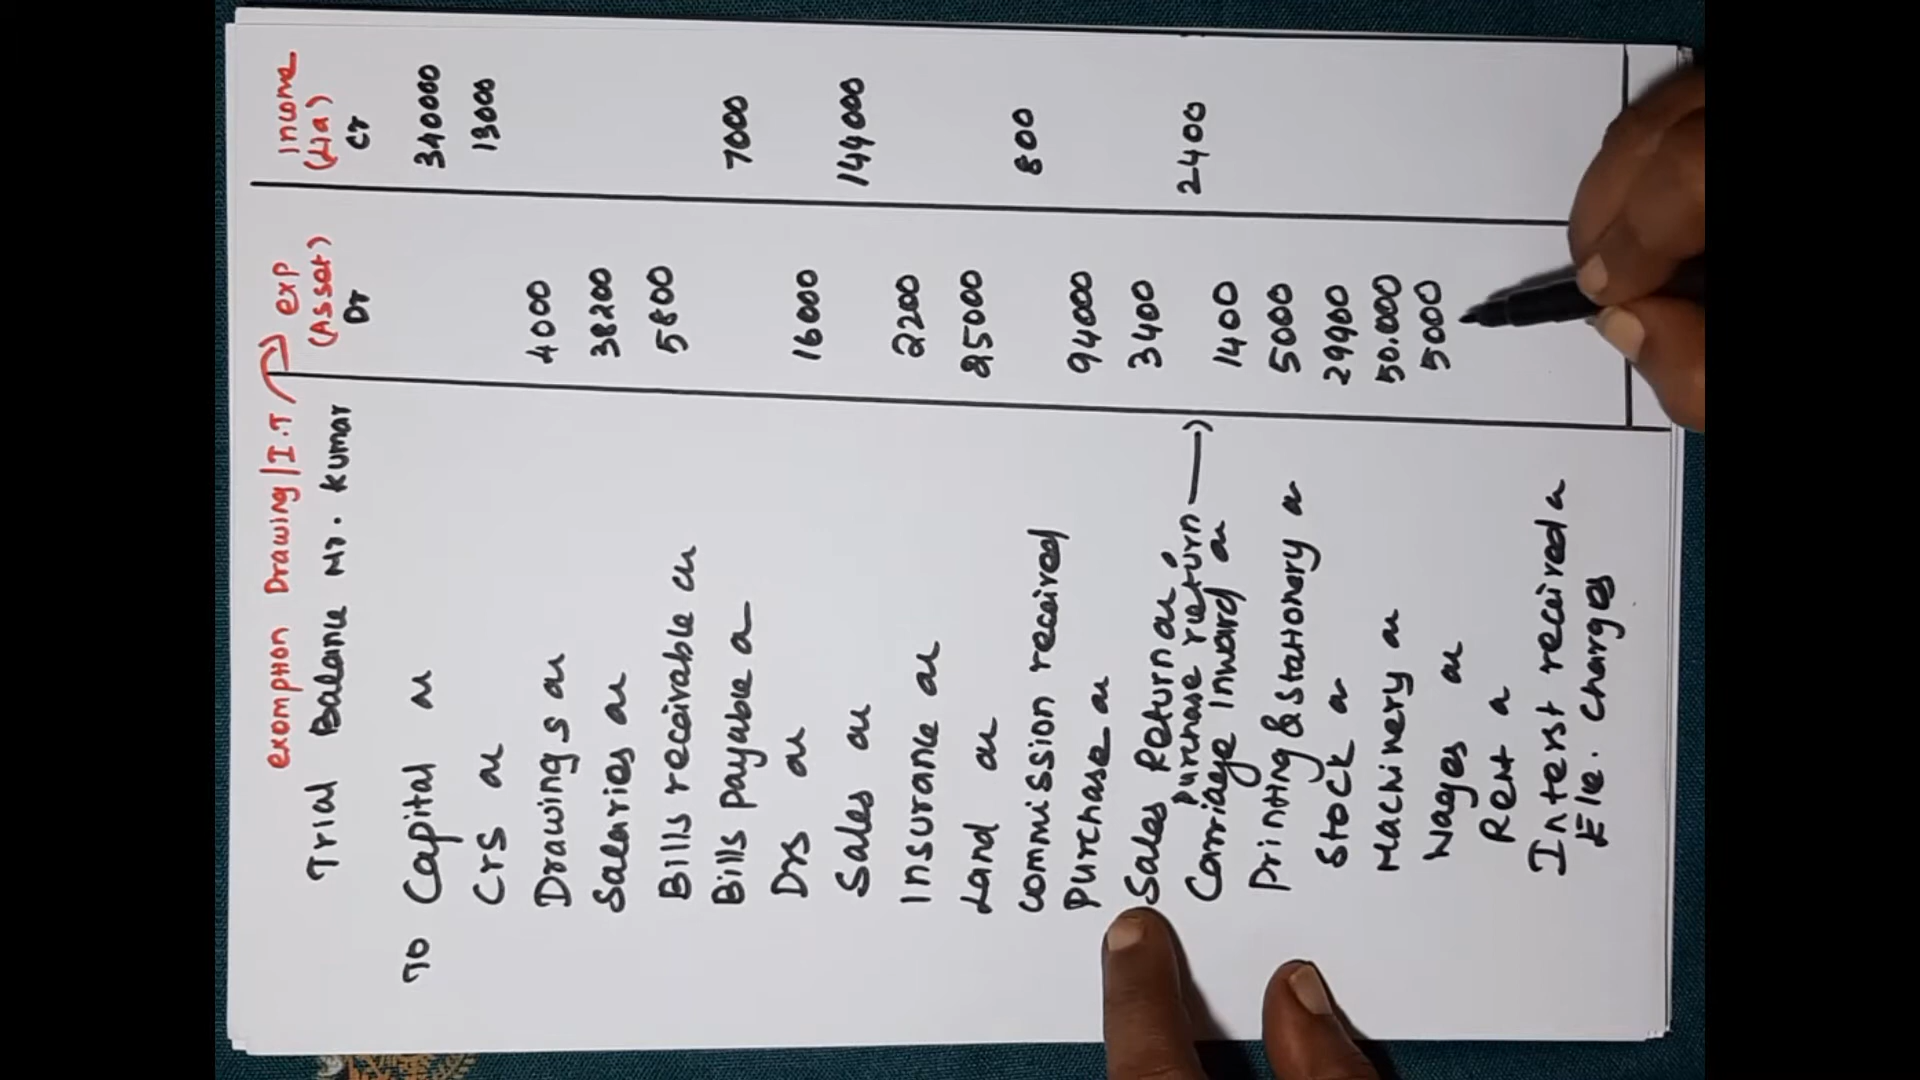 exomption Drawing/I.T → exp Income
(Asset) (Lia)
Trial Balance Mr. Kumar Dr Cr
To Capital a/c 340000
Crs a/c 13000
Drawings a/c 4000
Salaries a/c 38200
Bills receivable a/c 5800
Bills payable a/c 7000
Drs a/c 16000
Sales a/c 144000
Insurance a/c 2200
Land a/c 85000
commission received 800
Purchase a/c 94000
Sales Return a/c 3400
Purchase return 2400
Carriage Inward a/c 1400
Printing & Stationery a/c 5000
Stock a/c 29900
Machinery a/c 50.000
Wages a/c 5000
Rent a/c
Interst received a/c
Ele. Charges